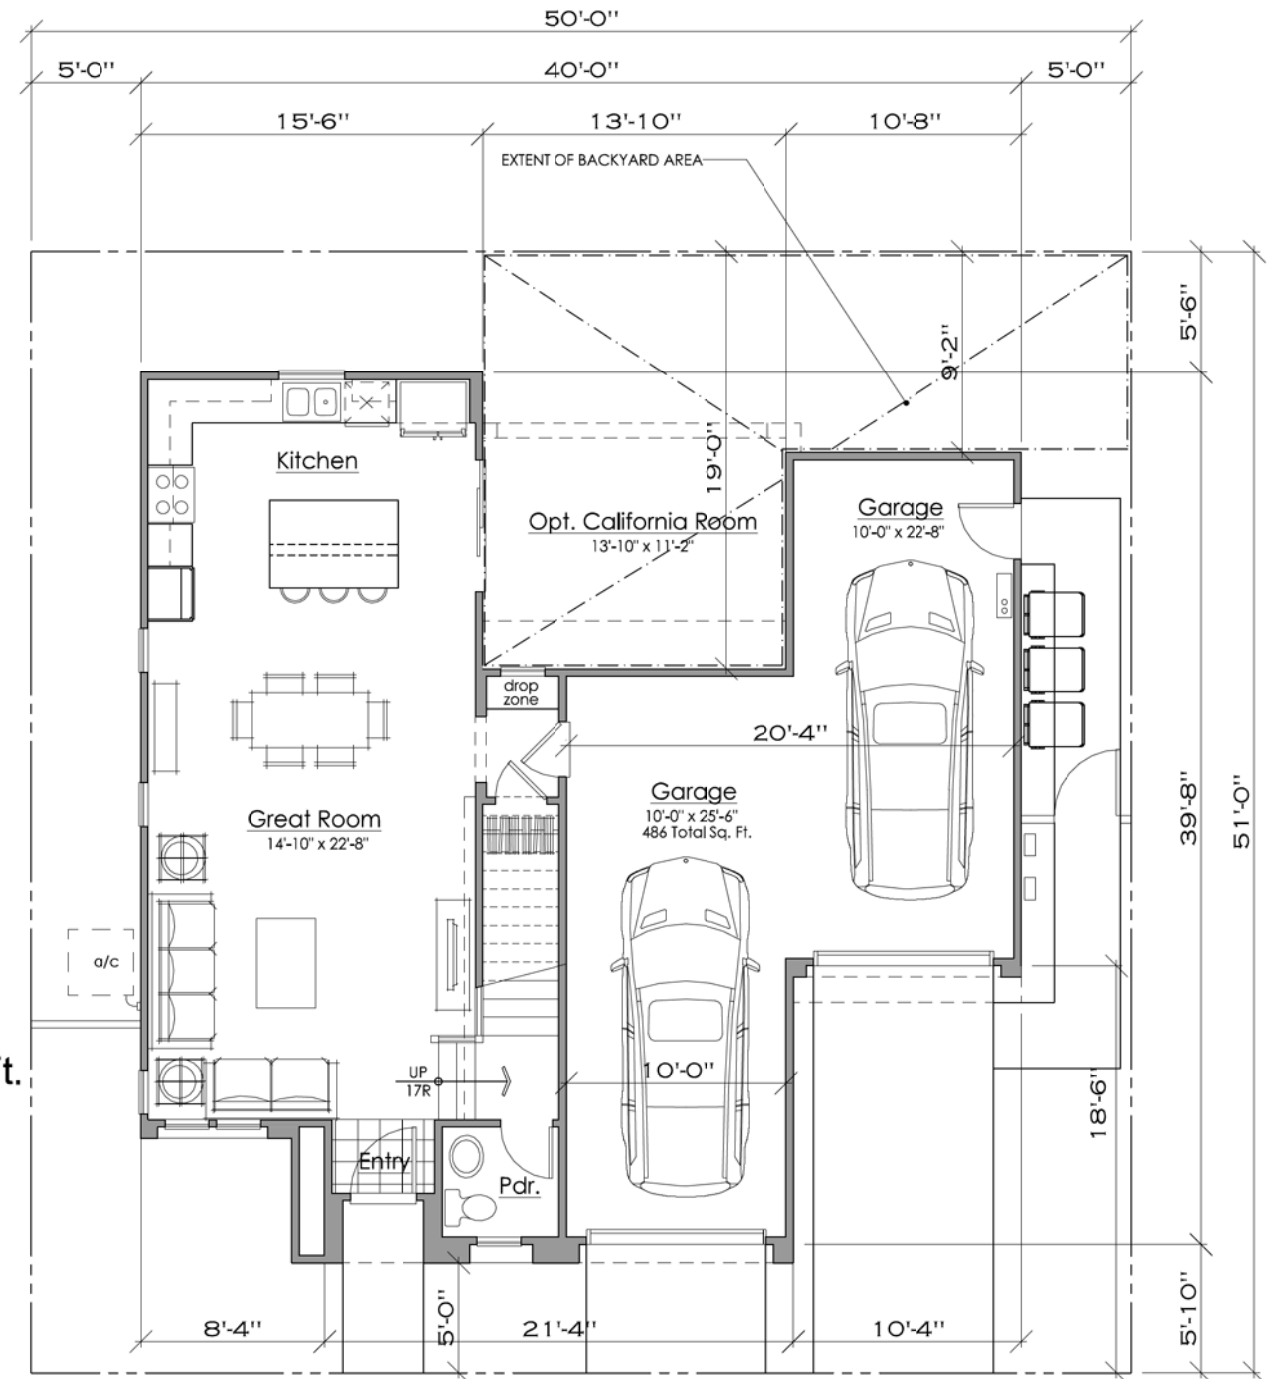 50'-0"
5'-0" 40'-0" 5'-0"
15'-6" 13'-10" 10'-8"
EXTENT OF BACKYARD AREA
5'-6"
9'-2"
19'-0"
Kitchen
Garage
10'-0" x 22'-8"
Opt. California Room
13'-10" x 11'-2"
drop
zone
20'-4"
Garage
10'-0" x 25'-6"
486 Total Sq. Ft.
Great Room
14'-10" x 22'-8"
39'-8"
51'-0"
a/c
t.
UP
17R
10'-0"
18'-6"
Entry
Pdr.
5'-0"
5'-10"
8'-4" 21'-4" 10'-4"